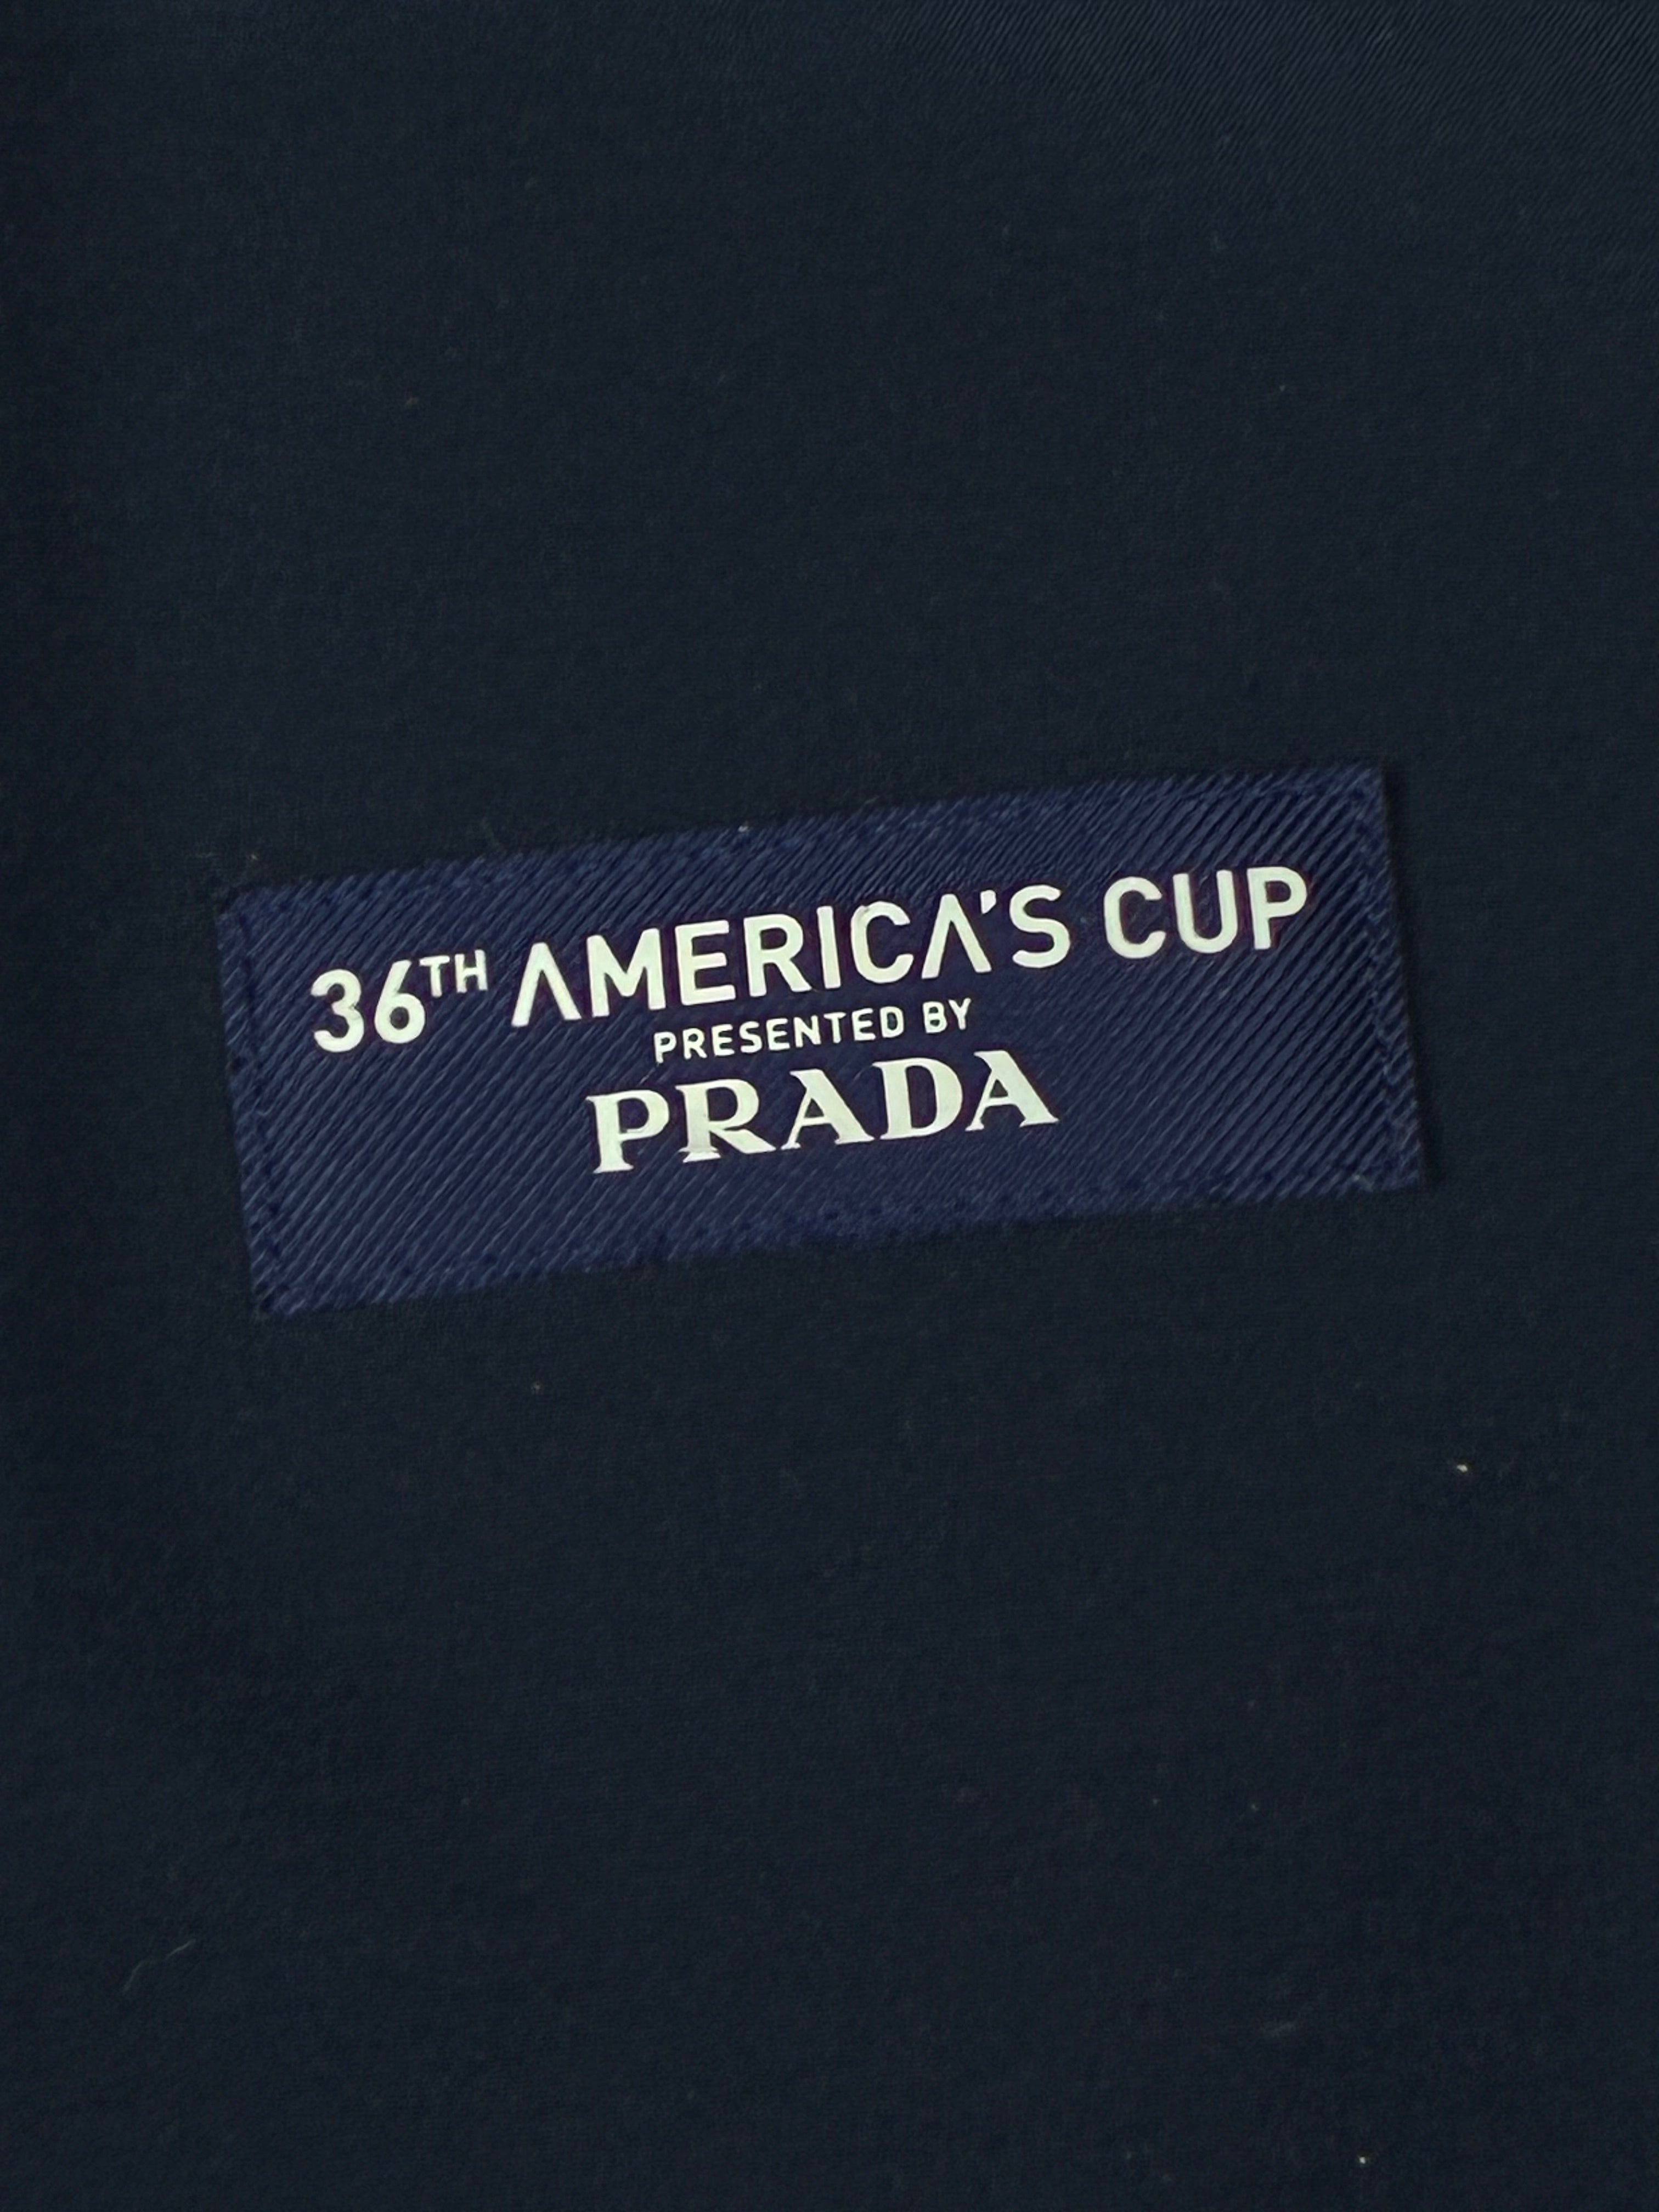 36TH AMERICA'S CUP
PRESENTED BY
PRADA